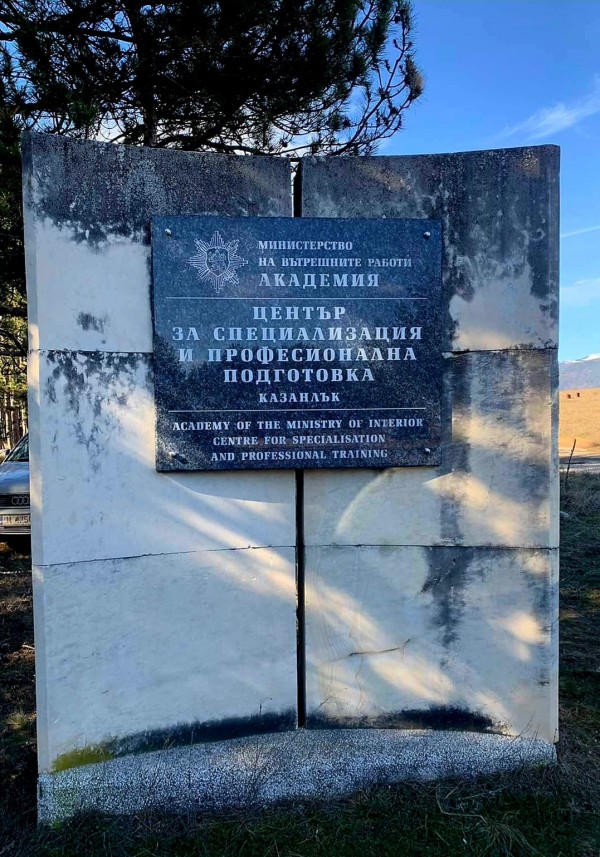 МИНИСТЕРСТВО
НА ВЪТРЕШНИТЕ РАБОТИ
АКАДЕМИЯ
ЦЕНТЪР
ЗА СПЕЦИАЛИЗАЦИЯ
И ПРОФЕСИОНАЛНА
ПОДГОТОВКА
КАЗАНЛЪК
ACADEMY OF THE MINISTRY OF INTERIOR
CENTRE FOR SPECIALISATION
AND PROFESSIONAL TRAINING